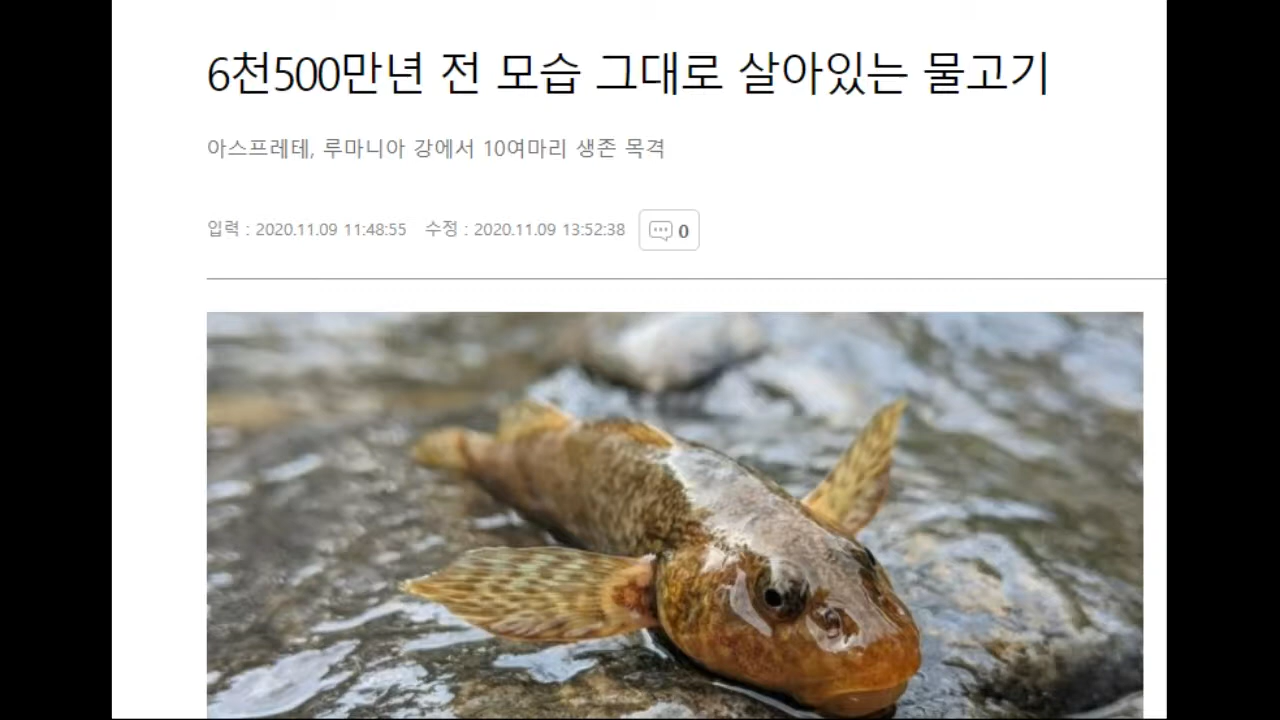 6천500만년 전 모습 그대로 살아있는 물고기
아스프레테, 루마니아 강에서 10여마리 생존 목격
입력 : 2020.11.09 11:48:55 수정 : 2020.11.09 13:52:38 0